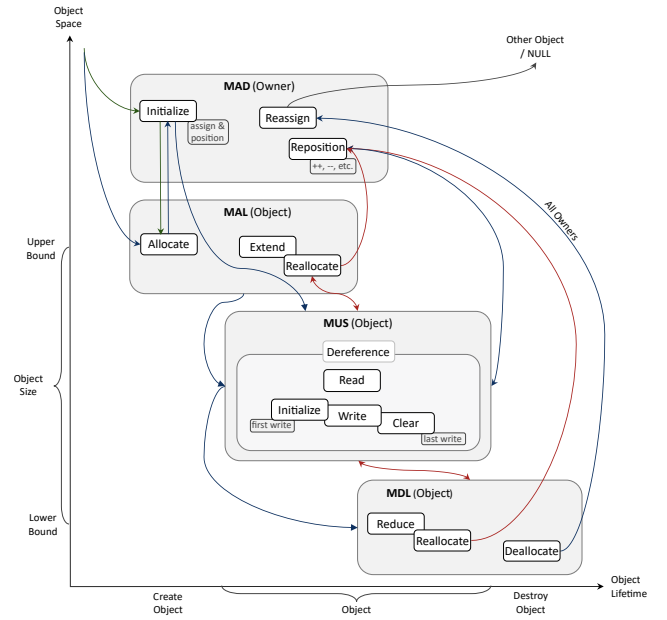 Object
Space
Other Object
/ NULL
MAD (Owner)
Initialize
assign &
position
Reassign
Reposition
++, --, etc.
All Owners
MAL (Object)
Upper
Bound
Allocate
Extend
Reallocate
MUS (Object)
Dereference
Read
Object
Size
Initialize
first write
Write
Clear
last write
MDL (Object)
Lower
Bound
Reduce
Reallocate
Deallocate
Object
Lifetime
Create
Object
Object
Destroy
Object